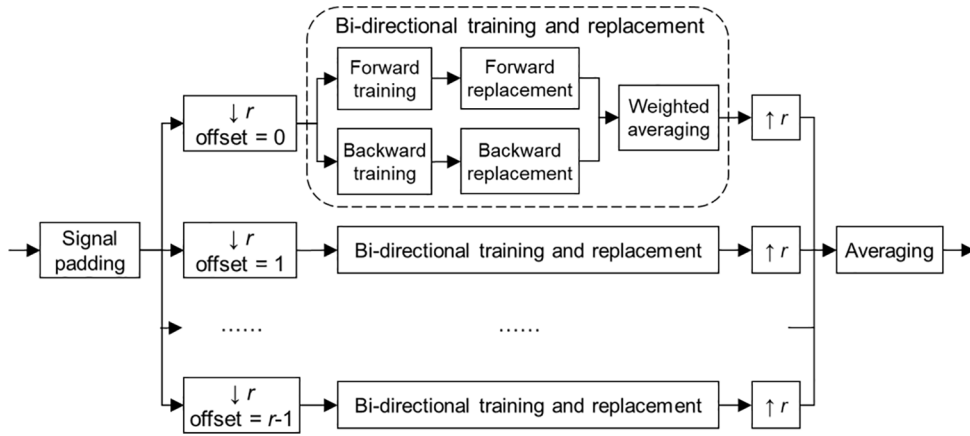 Bi-directional training and replacement
Forward
training
Forward
replacement
Weighted
averaging
↓ r
offset = 0
↑ r
Backward
training
Backward
replacement
Signal
padding
↓ r
offset = 1
Bi-directional training and replacement
↑ r
Averaging
......
......
↓ r
offset = r-1
Bi-directional training and replacement
↑ r